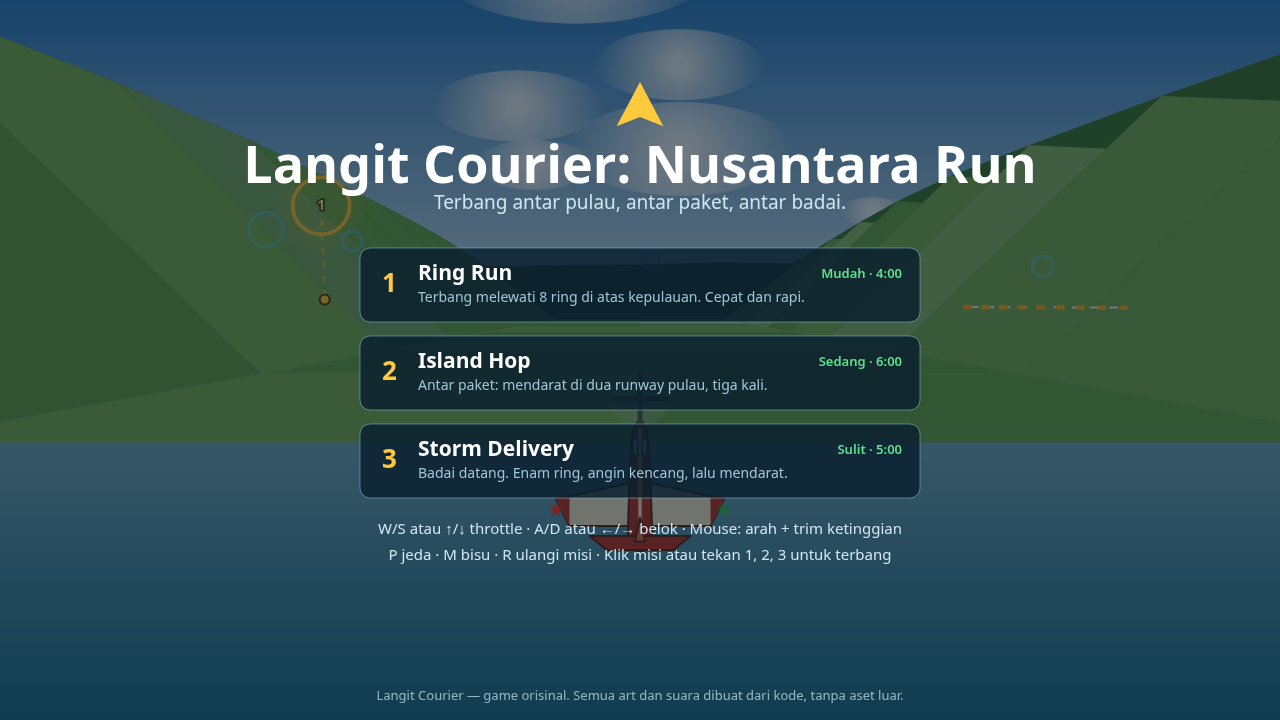 Langit Courier: Nusantara Run
1
Terbang antar pulau, antar paket, antar badai.
1
Ring Run
Mudah · 4:00
Terbang melewati 8 ring di atas kepulauan. Cepat dan rapi.
2
Island Hop
Sedang · 6:00
Antar paket: mendarat di dua runway pulau, tiga kali.
3
Storm Delivery
Sulit · 5:00
Badai datang. Enam ring, angin kencang, lalu mendarat.
W/S atau ↑/↓ throttle · A/D atau ←/→ belok · Mouse: arah + trim ketinggian
P jeda · M bisu · R ulangi misi · Klik misi atau tekan 1, 2, 3 untuk terbang
Langit Courier — game orisinal. Semua art dan suara dibuat dari kode, tanpa aset luar.